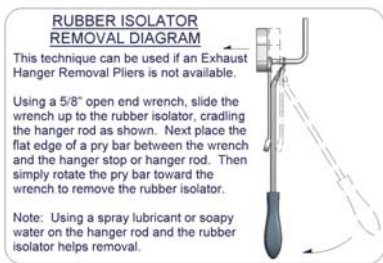 RUBBER ISOLATOR
REMOVAL DIAGRAM
This technique can be used if an Exhaust
Hanger Removal Pliers is not available.
Using a 5/8" open end wrench, slide the
wrench up to the rubber isolator, cradling
the hanger rod as shown.  Next place the
flat edge of a pry bar between the wrench
and the hanger stop or hanger rod.  Then
simply rotate the pry bar toward the
wrench to remove the rubber isolator.
Note:  Using a spray lubricant or soapy
water on the hanger rod and the rubber
isolator helps removal.